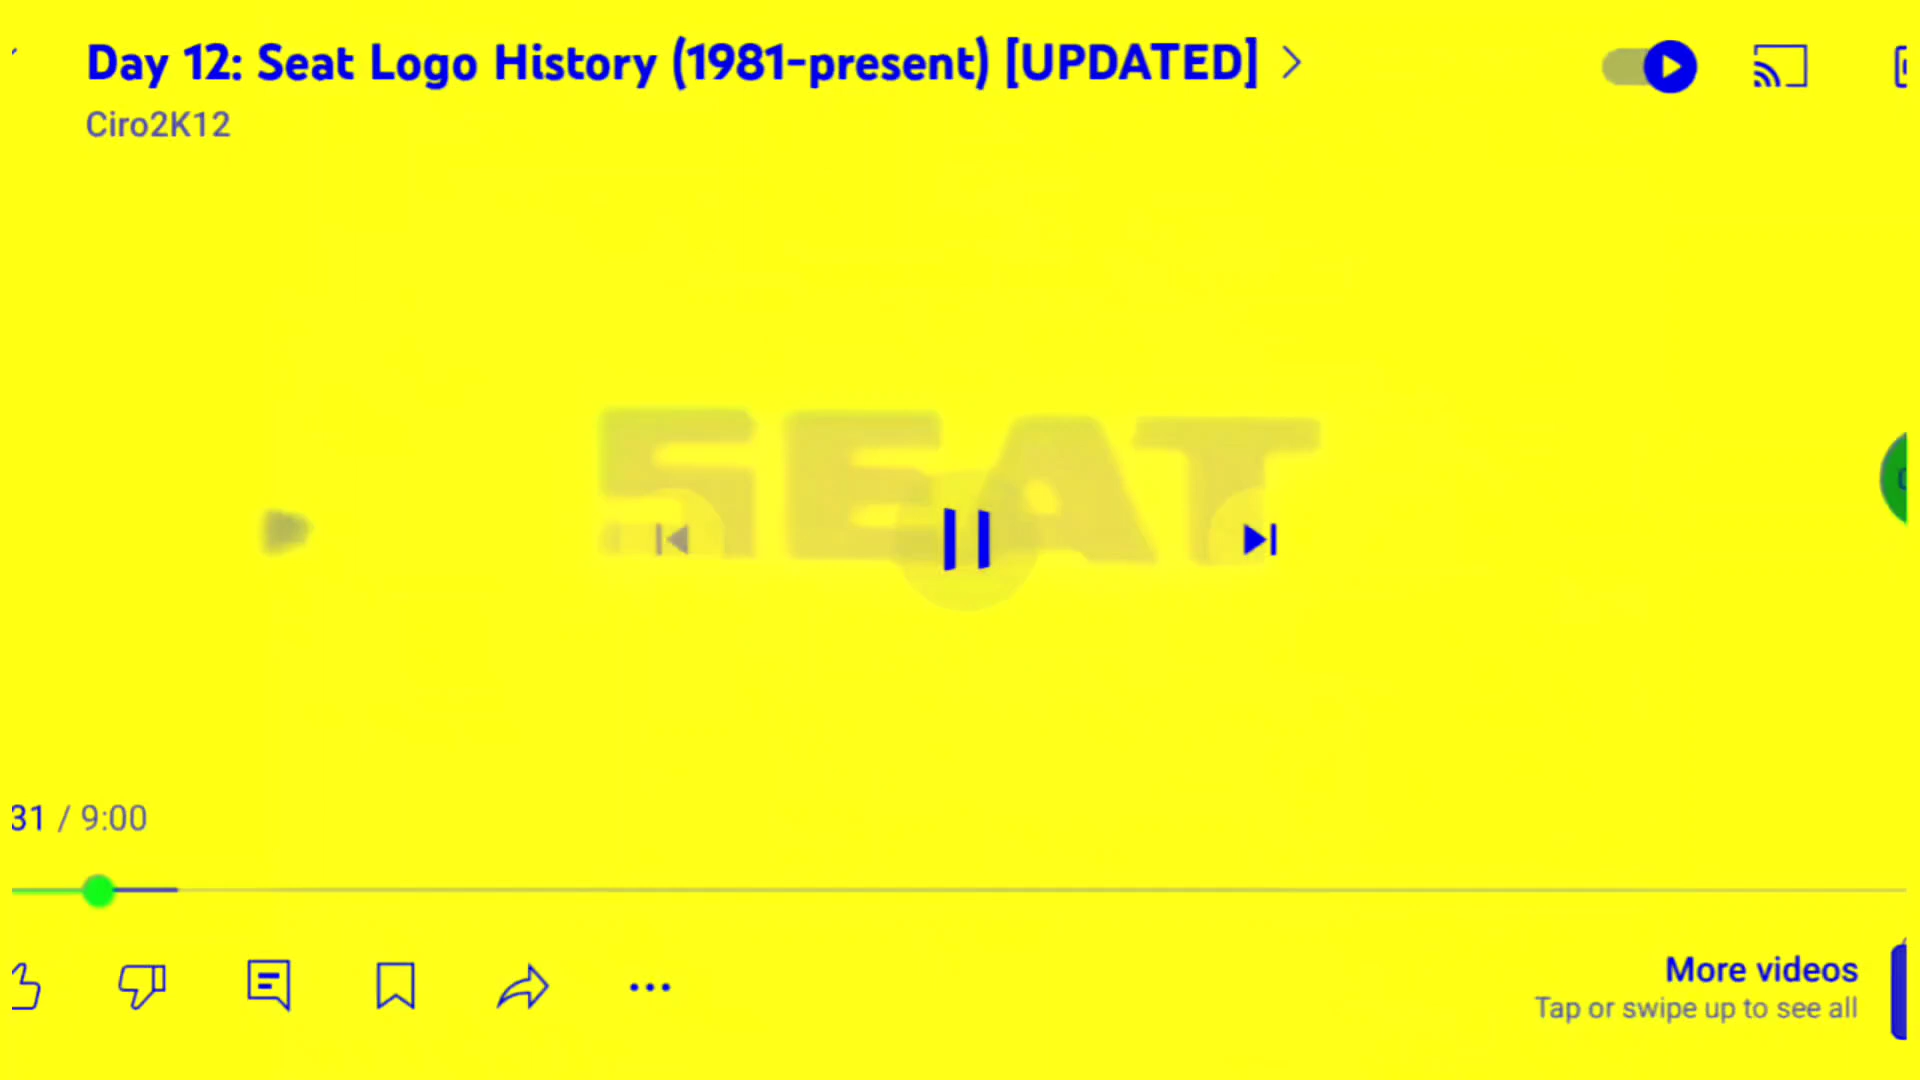 Day 12: Seat Logo History (1981-present) [UPDATED]
Ciro2K12
SEAT
31 / 9:00
More videos
Tap or swipe up to see all